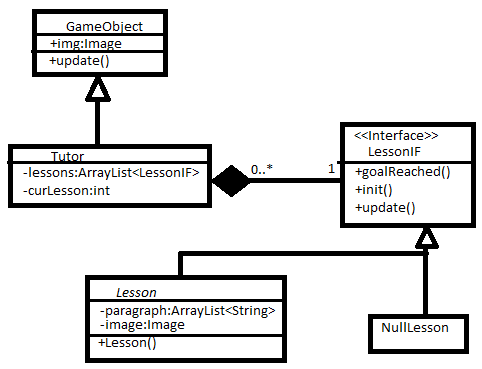 GameObject
+img:Image
+update()
Tutor
-lessons:ArrayList<LessonIF>
-curLesson:int
0..*
1
<<Interface>>
LessonIF
+goalReached()
+init()
+update()
Lesson
-paragraph:ArrayList<String>
-image:Image
+Lesson()
NullLesson